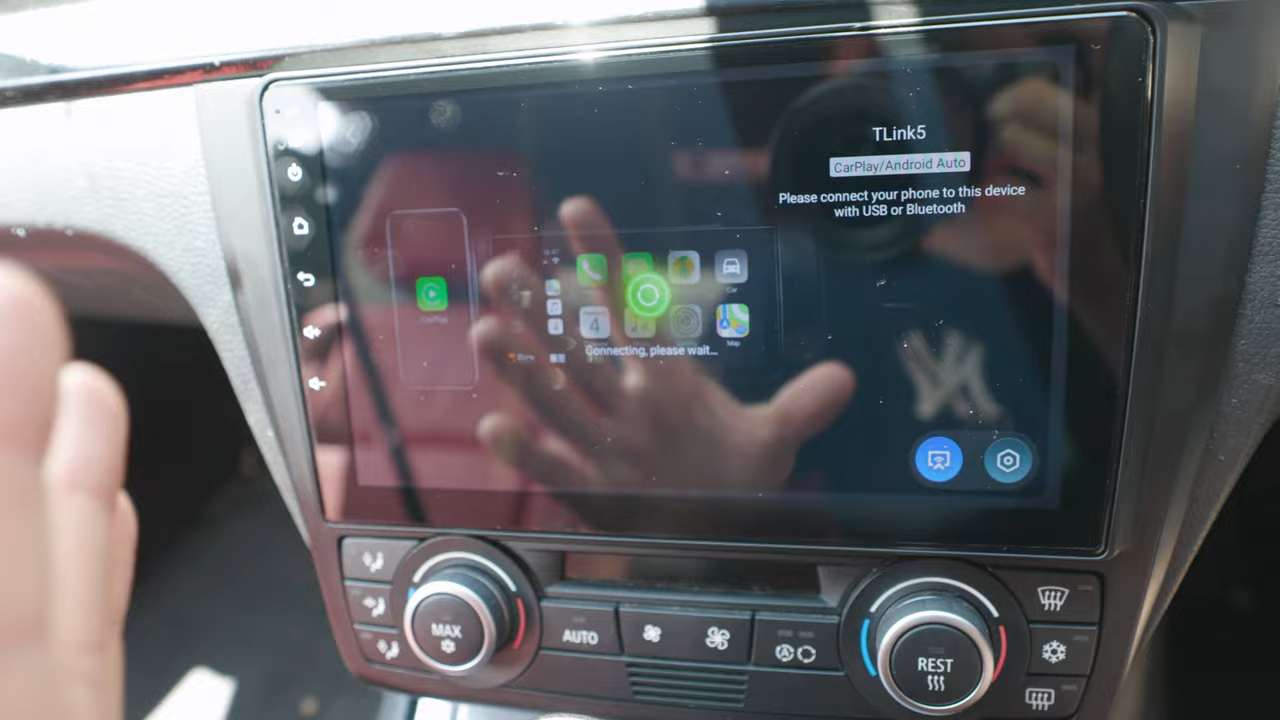 TLink5
CarPlay/Android Auto
Please connect your phone to this device
with USB or Bluetooth
CarPlay
Car
4
Map
Connecting, please wait...
MAX
AUTO
REST